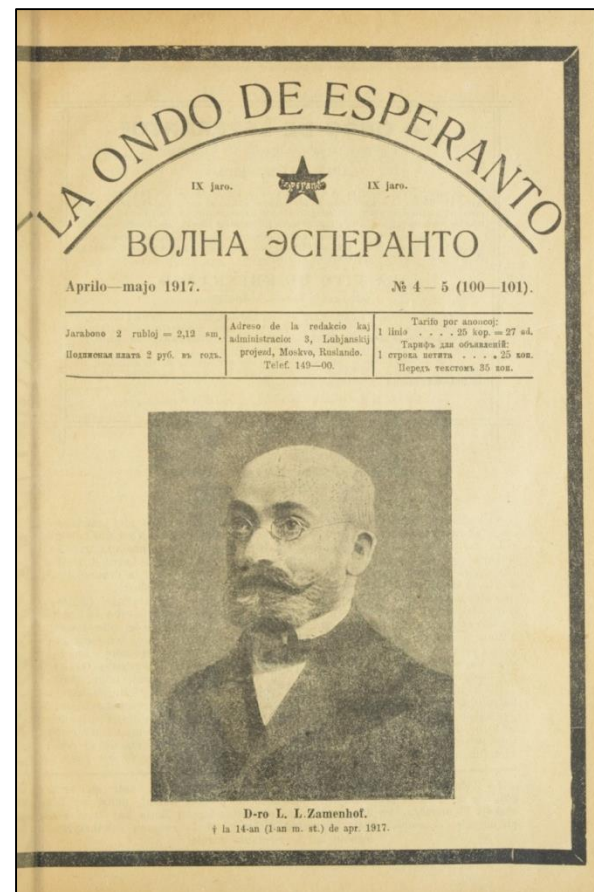 LA ONDO DE ESPERANTO
IX jaro.
Esperanto
IX jaro.
ВОЛНА ЭСПЕРАНТО
Aprilo—majo 1917.
№ 4—5 (100—101).
Jarabono 2 rubloj = 2,12 sm.
Подписная плата 2 руб. въ годъ.
Adreso de la redakcio kaj
administracio: 3, Lubjanskij
projezd, Moskvo, Ruslando.
Telef. 149—00.
Tarifo por anoncoj:
1 linio . . . . 25 kop. = 27 sd.
Тарифъ для объявленій:
1 строка петита . . . . 25 коп.
Передъ текстомъ 35 коп.
D-ro L. L. Zamenhof.
† la 14-an (1-an m. st.) de apr. 1917.